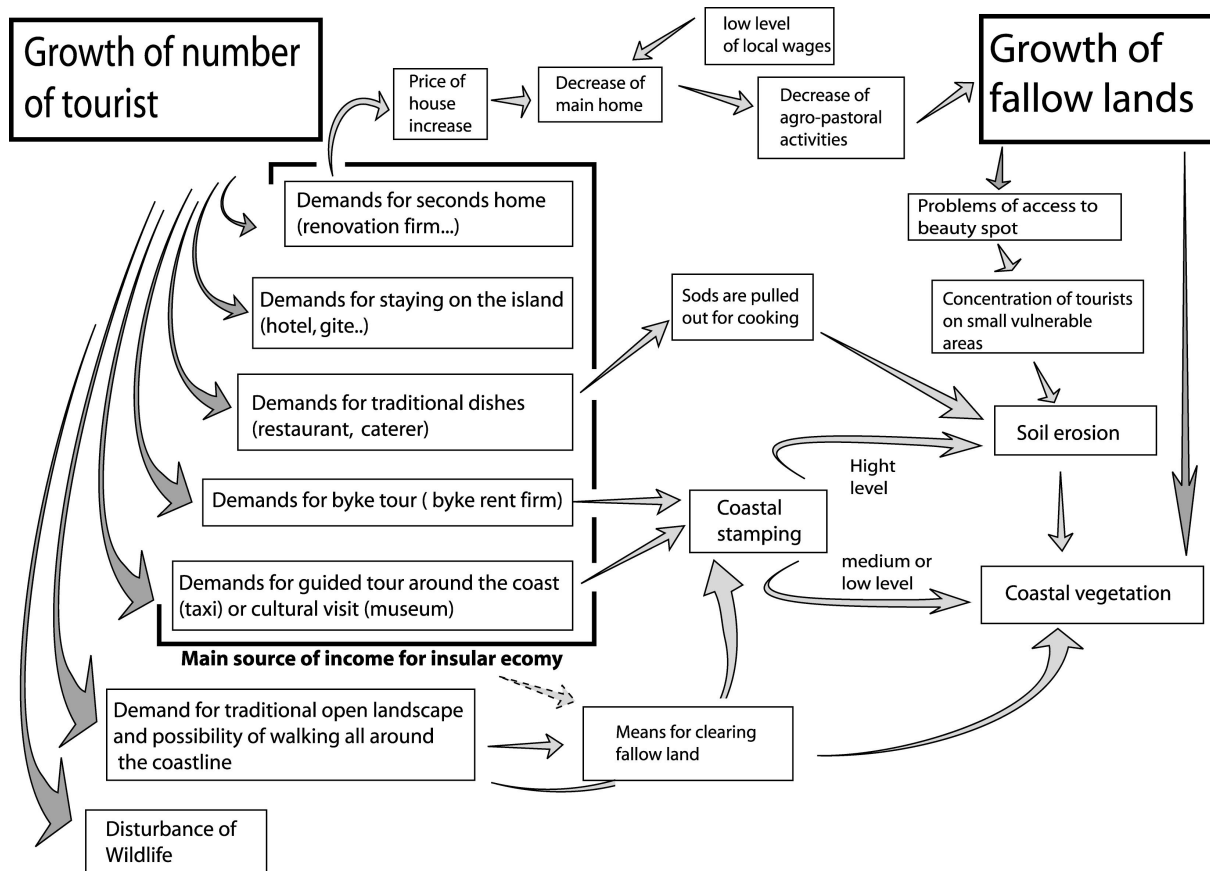 Growth of number
of tourist
low level
of local wages
Growth of
fallow lands
Price of
house
increase
Decrease of
main home
Decrease of
agro-pastoral
activities
Demands for seconds home
(renovation firm...)
Problems of access to
beauty spot
Demands for staying on the island
(hotel, gite..)
Sods are pulled
out for cooking
Concentration of tourists
on small vulnerable
areas
Demands for traditional dishes
(restaurant, caterer)
Soil erosion
Hight
level
Demands for byke tour ( byke rent firm)
Coastal
stamping
Demands for guided tour around the coast
(taxi) or cultural visit (museum)
medium or
low level
Coastal vegetation
Main source of income for insular ecomy
Demand for traditional open landscape
and possibility of walking all around
the coastline
Means for clearing
fallow land
Disturbance of
Wildlife